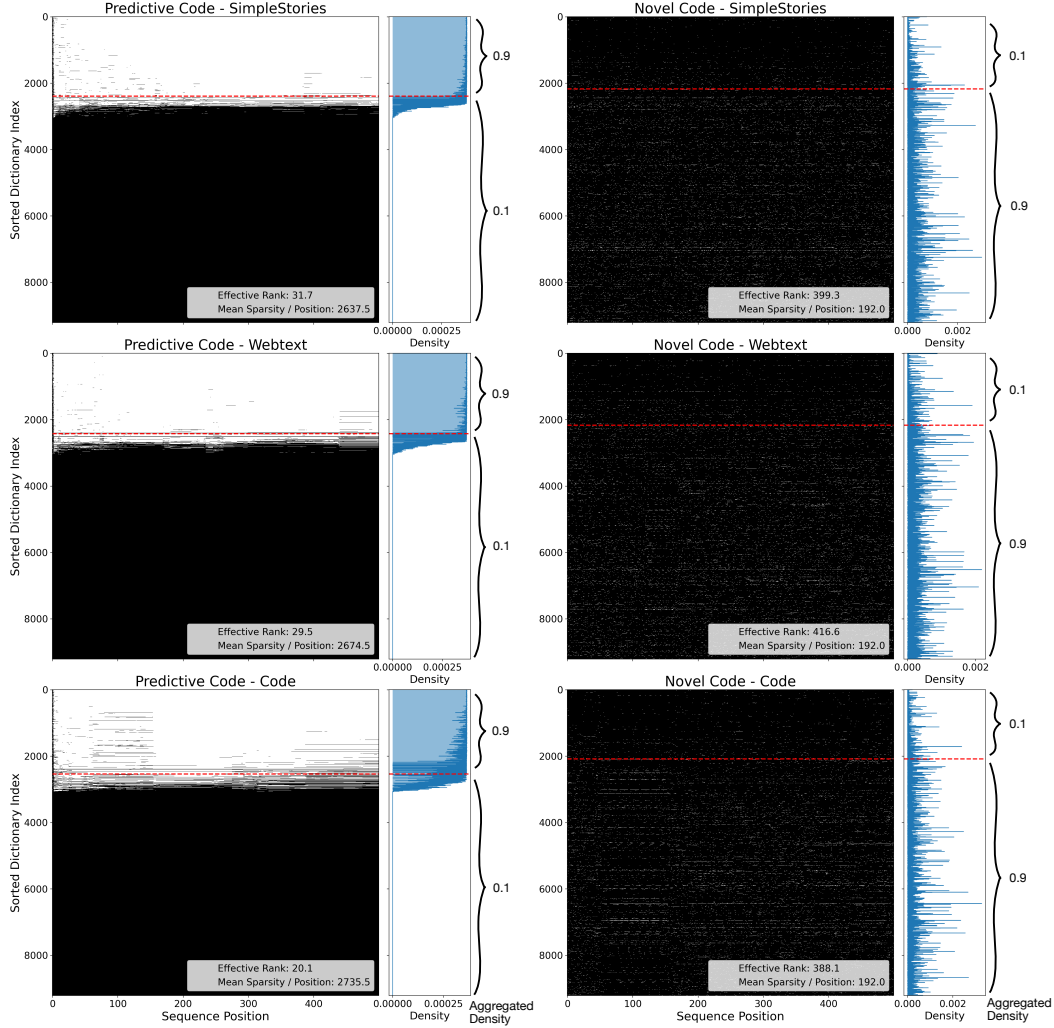 Predictive Code - SimpleStories
Novel Code - SimpleStories
Sorted Dictionary Index
0
2000
4000
6000
8000
Effective Rank: 31.7
Mean Sparsity / Position: 2637.5
0.9
0.1
0.00000
0.00025
Density
0
2000
4000
6000
8000
Effective Rank: 399.3
Mean Sparsity / Position: 192.0
0.1
0.9
0.000
0.002
Density
Predictive Code - Webtext
Novel Code - Webtext
Sorted Dictionary Index
0
2000
4000
6000
8000
Effective Rank: 29.5
Mean Sparsity / Position: 2674.5
0.9
0.1
0.00000
0.00025
Density
0
2000
4000
6000
8000
Effective Rank: 416.6
Mean Sparsity / Position: 192.0
0.1
0.9
0.000
0.002
Density
Predictive Code - Code
Novel Code - Code
Sorted Dictionary Index
0
2000
4000
6000
8000
Effective Rank: 20.1
Mean Sparsity / Position: 2735.5
0.9
0.1
0
100
200
300
400
500
Sequence Position
0.00000
0.00025
Density
Aggregated
Density
0
2000
4000
6000
8000
Effective Rank: 388.1
Mean Sparsity / Position: 192.0
0.1
0.9
0
100
200
300
400
Sequence Position
0.000
0.002
Density
Aggregated
Density